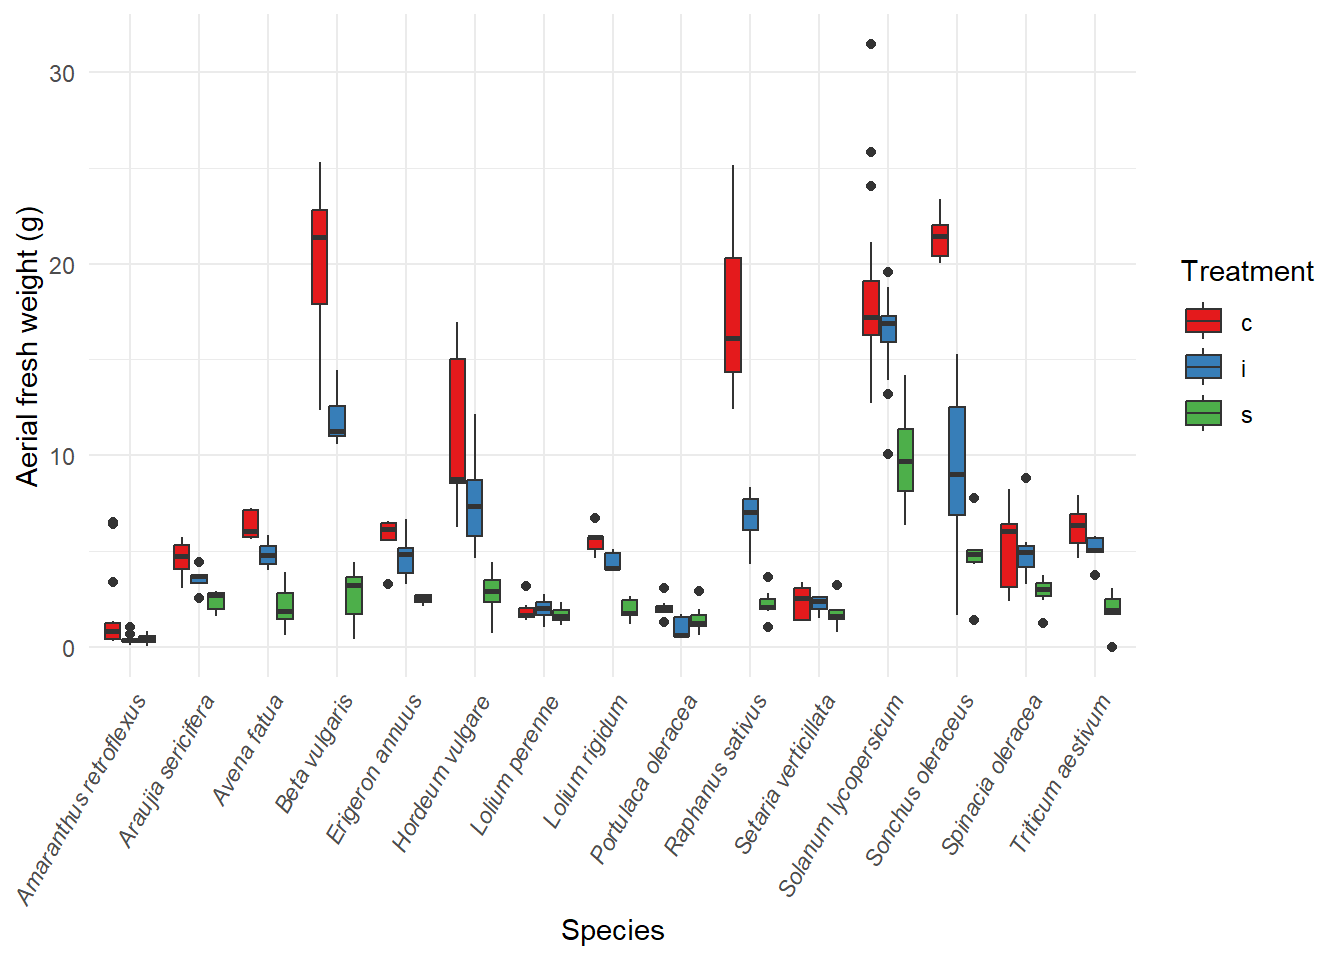 30
20
10
0
Aerial fresh weight (g)
Amaranthus retroflexus
Araujia sericifera
Avena fatua
Beta vulgaris
Erigeron annuus
Hordeum vulgare
Lolium perenne
Lolium rigidum
Portulaca oleracea
Raphanus sativus
Setaria verticillata
Solanum lycopersicum
Sonchus oleraceus
Spinacia oleracea
Triticum aestivum
Species
Treatment
c
i
s